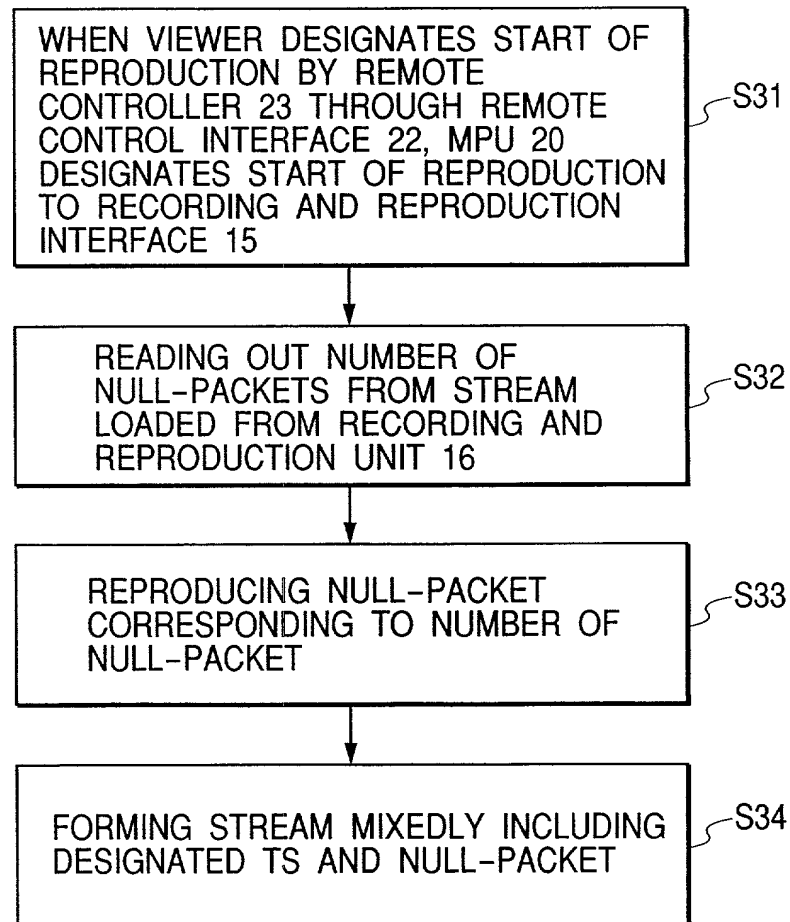 WHEN VIEWER DESIGNATES START OF
REPRODUCTION BY REMOTE
CONTROLLER 23 THROUGH REMOTE
CONTROL INTERFACE 22, MPU 20
DESIGNATES START OF REPRODUCTION
TO RECORDING AND REPRODUCTION
INTERFACE 15
S31
READING OUT NUMBER OF
NULL-PACKETS FROM STREAM
LOADED FROM RECORDING AND
REPRODUCTION UNIT 16
S32
REPRODUCING NULL-PACKET
CORRESPONDING TO NUMBER OF
NULL-PACKET
S33
FORMING STREAM MIXEDLY INCLUDING
DESIGNATED TS AND NULL-PACKET
S34